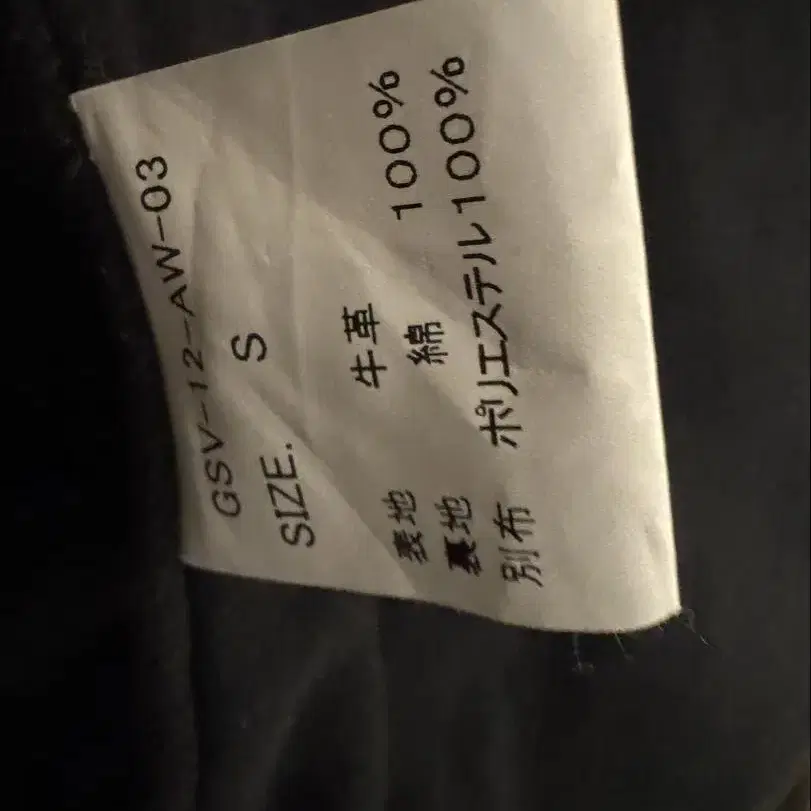 GSV-12-AW-03
SIZE. S
表地 牛革 100%
裏地 綿 100%
別布 ポリエステル100%